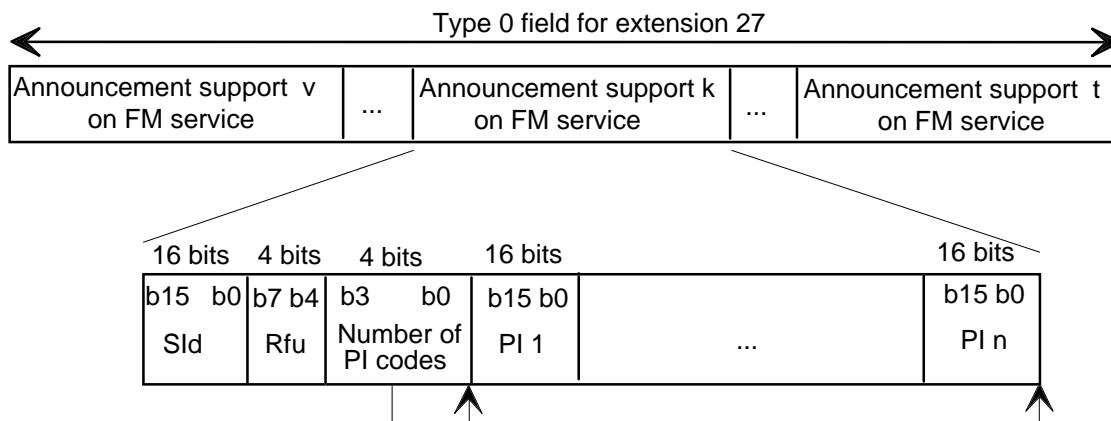 Type 0 field for extension 27
Announcement support v
on FM service
...
Announcement support k
on FM service
...
Announcement support t
on FM service
16 bits
4 bits
4 bits
16 bits
16 bits
b15 b0
b7 b4
b3 b0
b15 b0
b15 b0
SId
Rfu
Number of
PI codes
PI 1
...
PI n